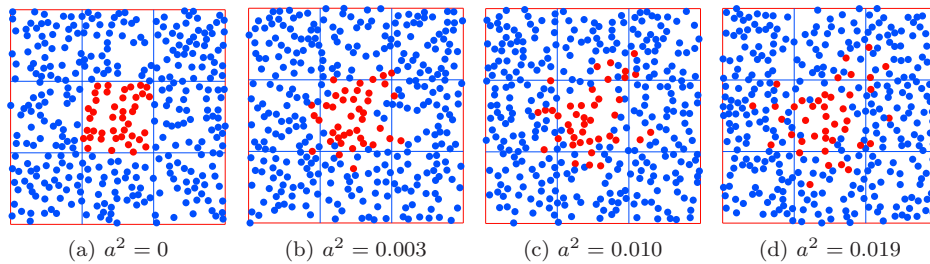 (a) a² = 0 (b) a² = 0.003 (c) a² = 0.010 (d) a² = 0.019